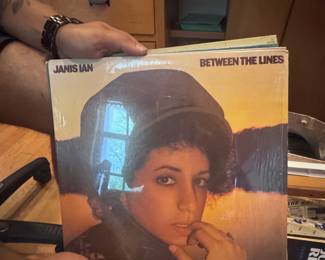 JANIS IAN
BETWEEN THE LINES